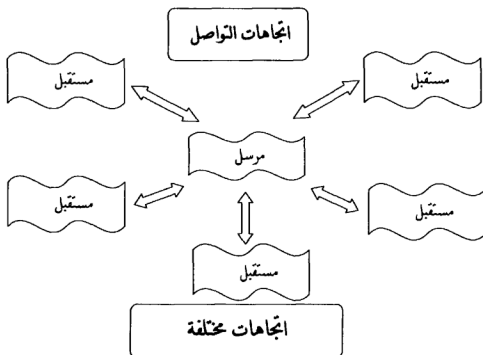 اتجاهات التواصل
مستقبل
مستقبل
مرسل
مستقبل
مستقبل
مستقبل
اتجاهات مختلفة